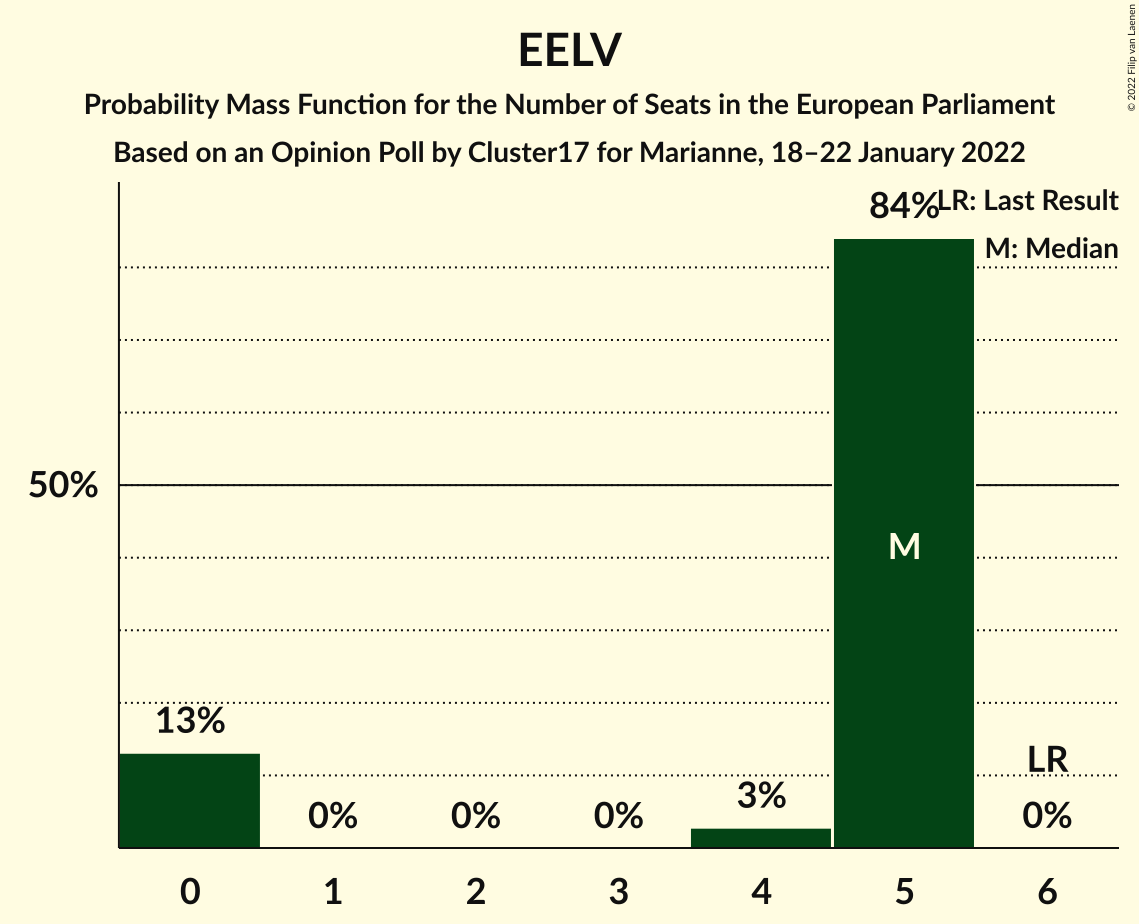 EELV
Probability Mass Function for the Number of Seats in the European Parliament
Based on an Opinion Poll by Cluster17 for Marianne, 18–22 January 2022
© 2022 Filip van Laenen
LR: Last Result
M: Median
84%
50%
M
13%
0%
0%
0%
3%
LR
0%
0 1 2 3 4 5 6